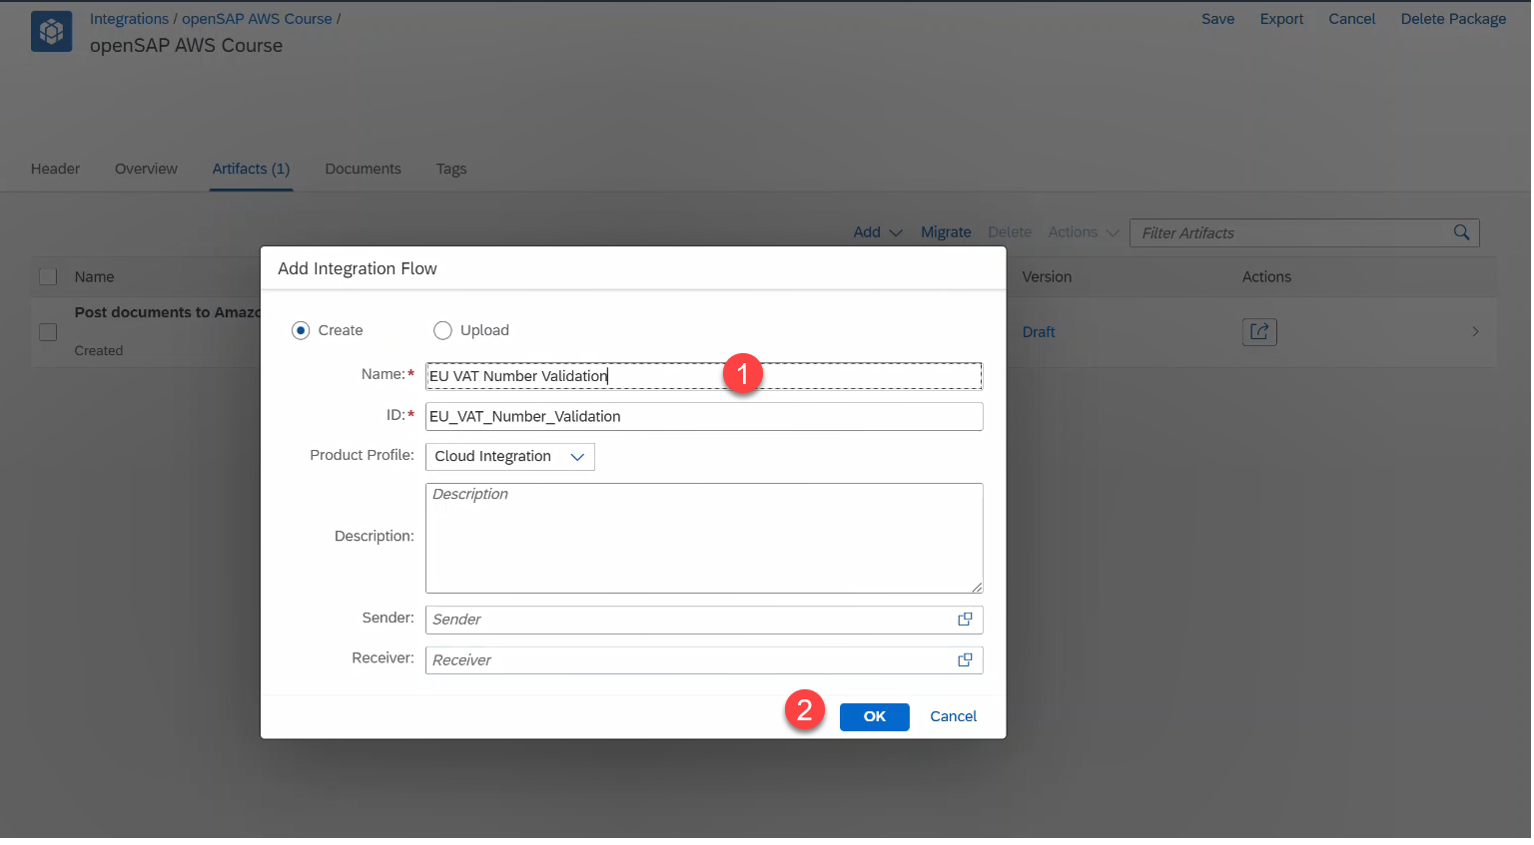 Integrations / openSAP AWS Course /
openSAP AWS Course
Save Export Cancel Delete Package
Header Overview Artifacts (1) Documents Tags
Add Migrate Delete Actions Filter Artifacts
Name Version Actions
Post documents to Amazo
Created
Draft
Add Integration Flow
Create Upload
Name:* EU VAT Number Validation 1
ID:* EU_VAT_Number_Validation
Product Profile: Cloud Integration
Description: Description
Sender: Sender
Receiver: Receiver
2 OK Cancel